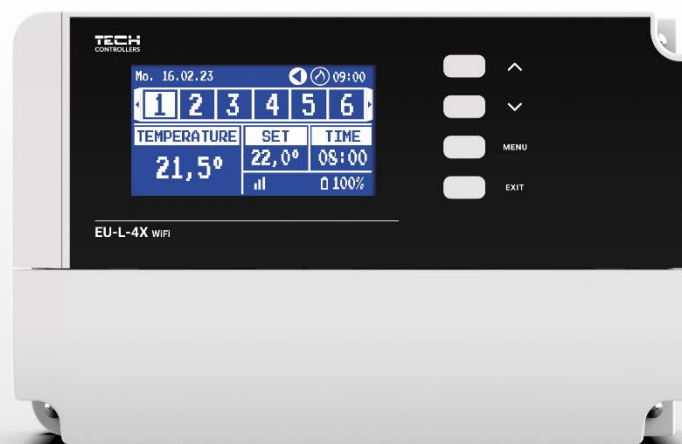 TECH
CONTROLLERS
Mo. 16.02.23 09:00
1 2 3 4 5 6
TEMPERATURE SET TIME
21,5° 22,0° 08:00
100%
MENU
EXIT
EU-L-4X WiFi